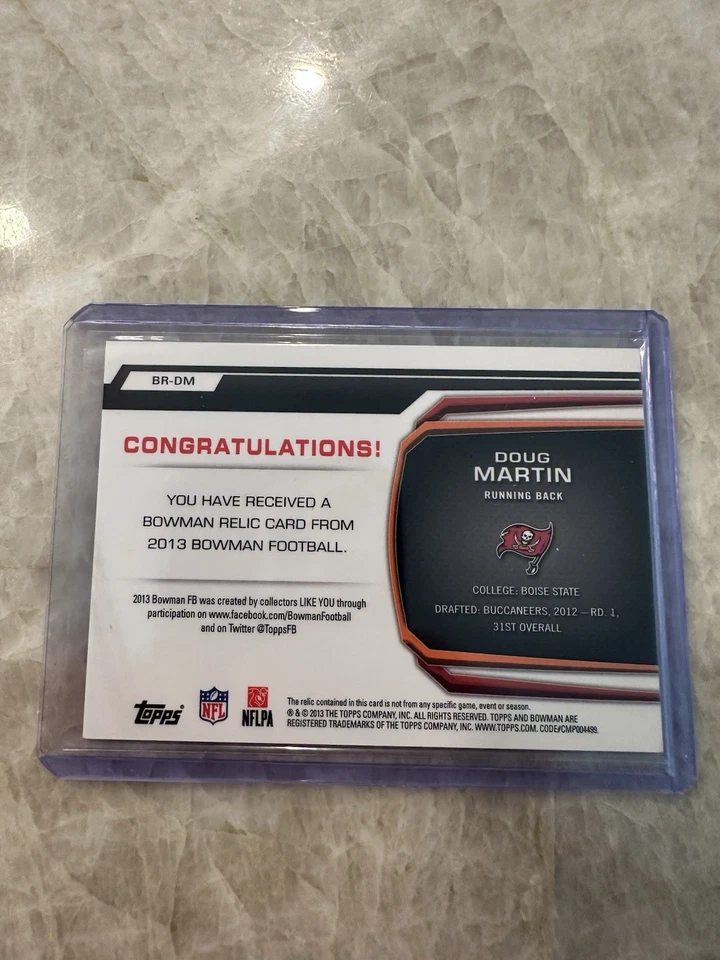 BR-DM
CONGRATULATIONS!
YOU HAVE RECEIVED A
BOWMAN RELIC CARD FROM
2013 BOWMAN FOOTBALL.
2013 Bowman FB was created by collectors LIKE YOU through
participation on www.facebook.com/BowmanFootball
and on Twitter @ToppsFB
DOUG
MARTIN
RUNNING BACK
COLLEGE: BOISE STATE
DRAFTED: BUCCANEERS, 2012 – RD. 1,
31ST OVERALL
Topps
NFL
NFLPA
The relic contained in this card is not from any specific game, event or season.
® & © 2013 THE TOPPS COMPANY, INC. ALL RIGHTS RESERVED. TOPPS AND BOWMAN ARE
REGISTERED TRADEMARKS OF THE TOPPS COMPANY, INC. WWW.TOPPS.COM. CODE#CMP004499.